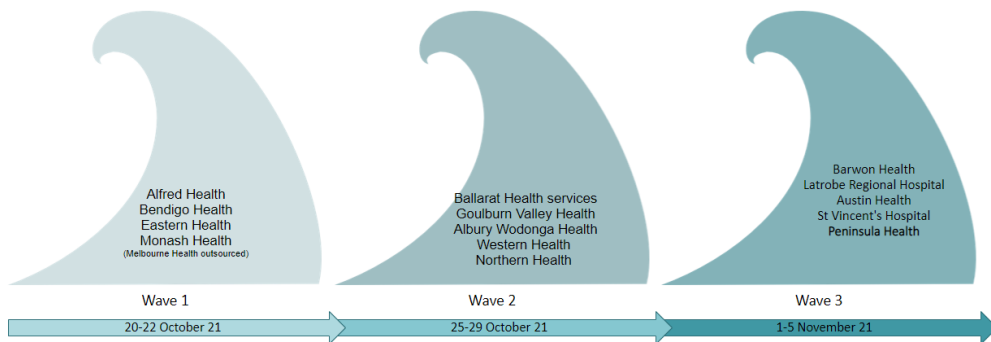 Alfred Health
Bendigo Health
Eastern Health
Monash Health
(Melbourne Health outsourced)
Wave 1
20-22 October 21
Ballarat Health services
Goulburn Valley Health
Albury Wodonga Health
Western Health
Northern Health
Wave 2
25-29 October 21
Barwon Health
Latrobe Regional Hospital
Austin Health
St Vincent's Hospital
Peninsula Health
Wave 3
1-5 November 21